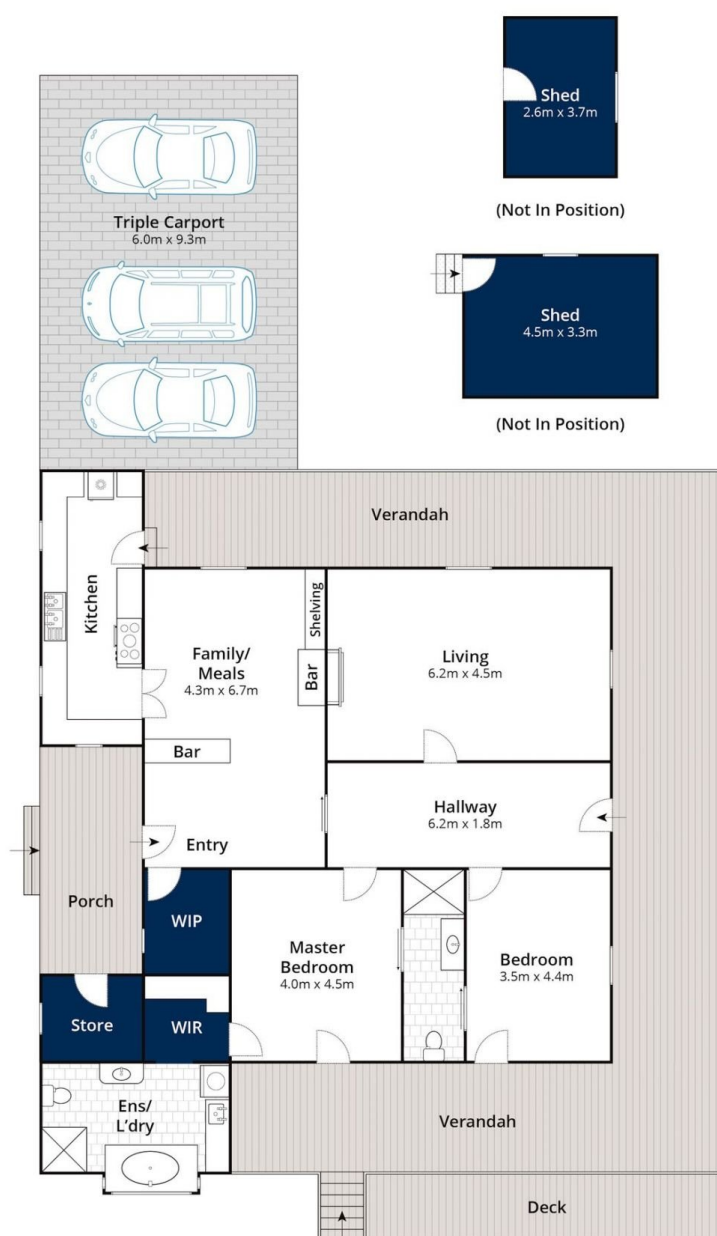 Shed
2.6m x 3.7m
(Not In Position)
Triple Carport
6.0m x 9.3m
Shed
4.5m x 3.3m
(Not In Position)
Verandah
Kitchen
Shelving
Family/
Meals
4.3m x 6.7m
Bar
Living
6.2m x 4.5m
Bar
Hallway
6.2m x 1.8m
Entry
Porch
WIP
Master
Bedroom
4.0m x 4.5m
Bedroom
3.5m x 4.4m
Store
WIR
Ens/
L'dry
Verandah
Deck